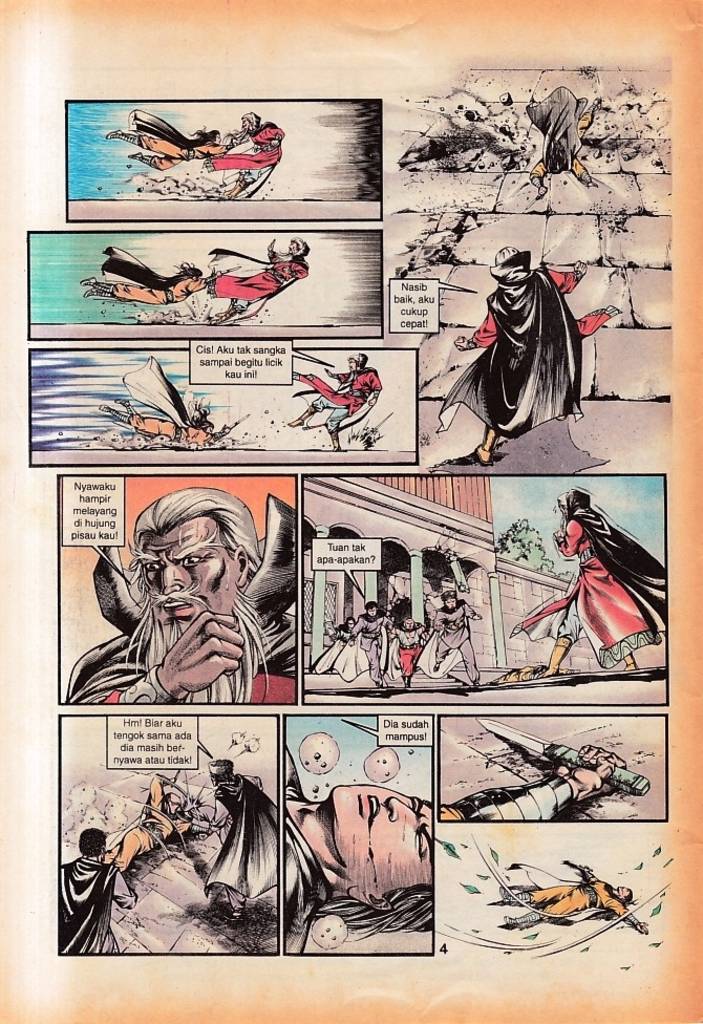 Nasib
baik, aku
cukup
cepat!
Cis! Aku tak sangka
sampai begitu licik
kau ini!
Nyawaku
hampir
melayang
di hujung
pisau kau!
Tuan tak
apa-apakan?
Hm! Biar aku
tengok sama ada
dia masih ber-
nyawa atau tidak!
Dia sudah
mampus!
4